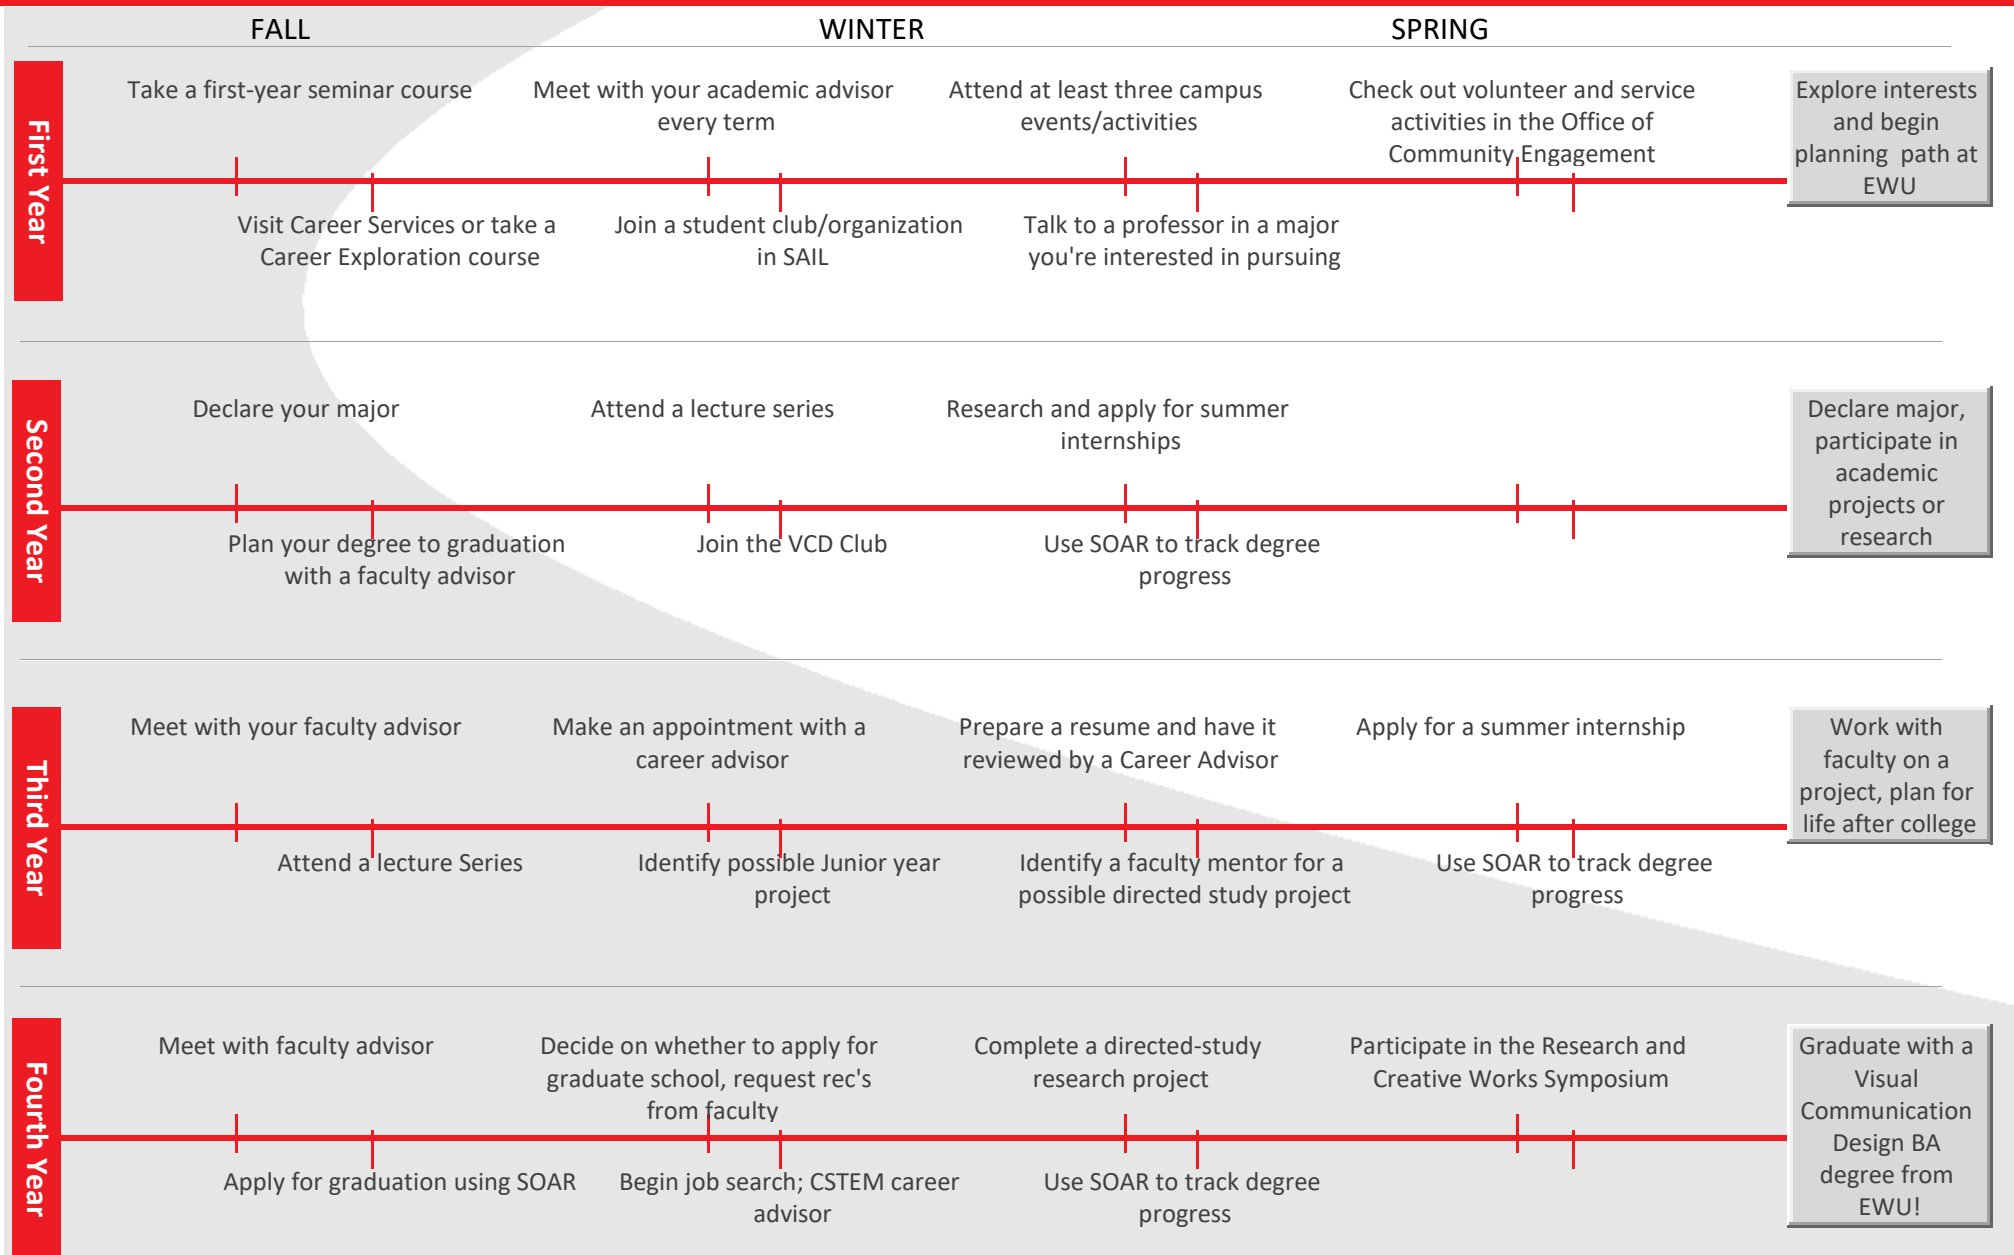 FALL
WINTER
SPRING
First Year
Take a first-year seminar course
Meet with your academic advisor
every term
Attend at least three campus
events/activities
Check out volunteer and service
activities in the Office of
Community Engagement
Visit Career Services or take a
Career Exploration course
Join a student club/organization
in SAIL
Talk to a professor in a major
you're interested in pursuing
Explore interests
and begin
planning  path at
EWU
Second Year
Declare your major
Attend a lecture series
Research and apply for summer
internships
Plan your degree to graduation
with a faculty advisor
Join the VCD Club
Use SOAR to track degree
progress
Declare major,
participate in
academic
projects or
research
Third Year
Meet with your faculty advisor
Make an appointment with a
career advisor
Prepare a resume and have it
reviewed by a Career Advisor
Apply for a summer internship
Attend a lecture Series
Identify possible Junior year
project
Identify a faculty mentor for a
possible directed study project
Use SOAR to track degree
progress
Work with
faculty on a
project, plan for
life after college
Fourth Year
Meet with faculty advisor
Decide on whether to apply for
graduate school, request rec's
from faculty
Complete a directed-study
research project
Participate in the Research and
Creative Works Symposium
Apply for graduation using SOAR
Begin job search; CSTEM career
advisor
Use SOAR to track degree
progress
Graduate with a
Visual
Communication
Design BA
degree from
EWU!